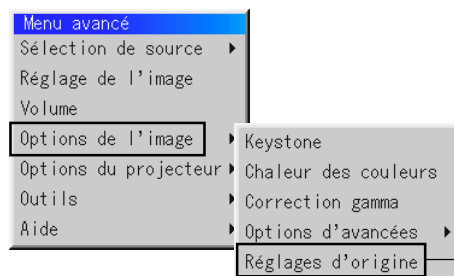 Menu avancé
Sélection de source
Réglage de l'image
Volume
Options de l'image
Options du projecteur
Outils
Aide
Keystone
Chaleur des couleurs
Correction gamma
Options d'avancées
Réglages d'origine